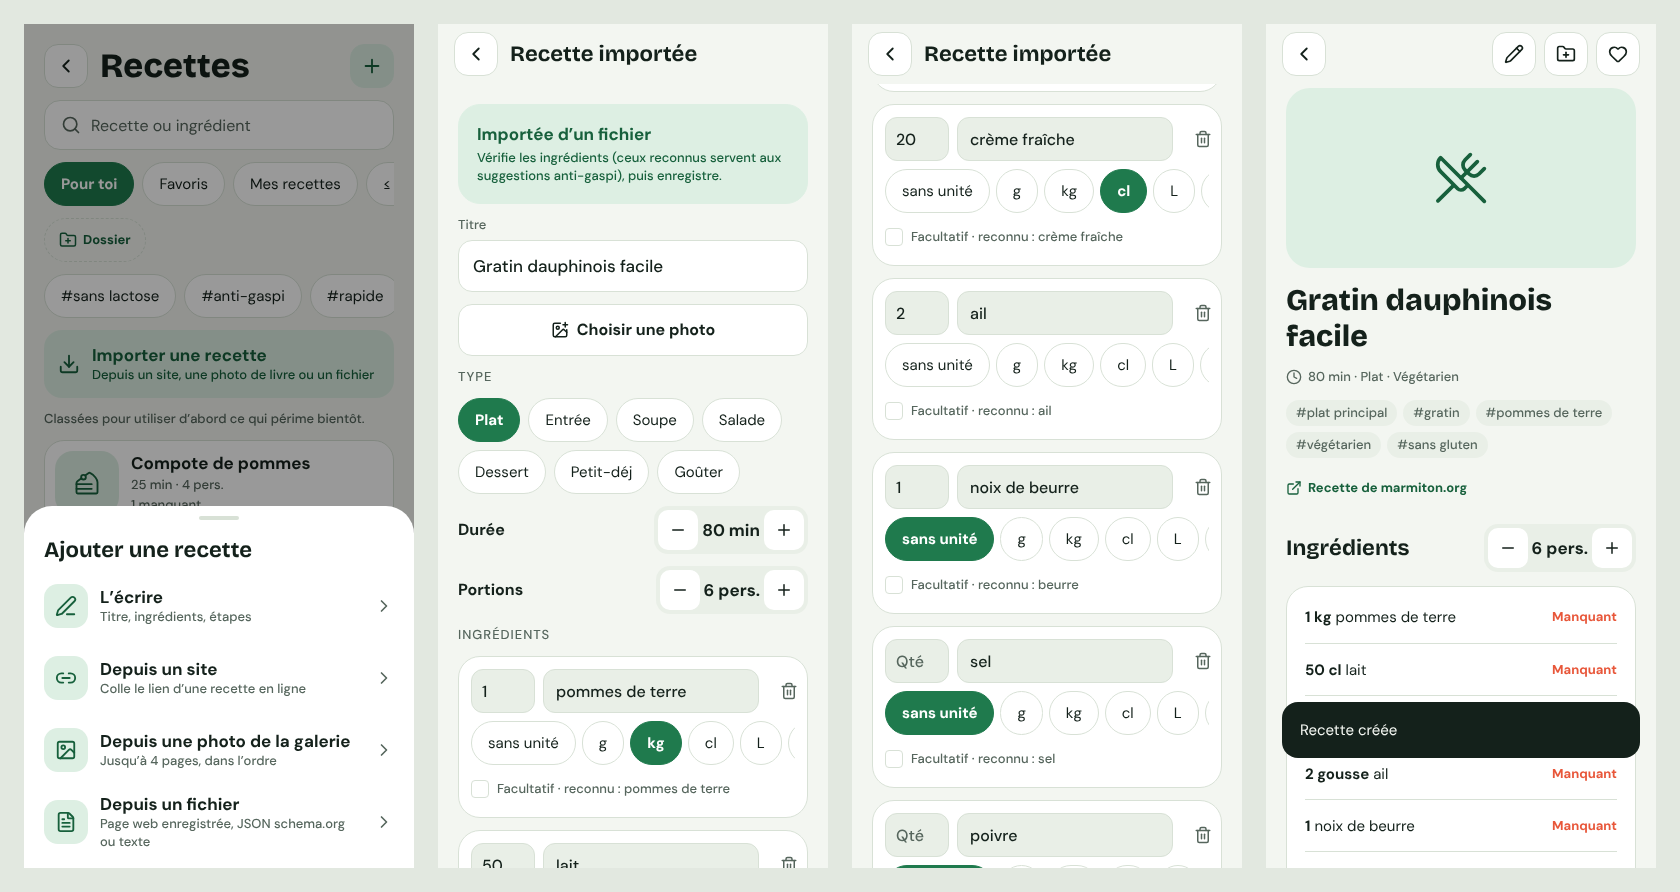 Recettes
Recette ou ingrédient
Pour toi
Favoris
Mes recettes
Dossier
#sans lactose
#anti-gaspi
#rapide
Importer une recette
Depuis un site, une photo de livre ou un fichier
Classées pour utiliser d’abord ce qui périme bientôt.
Compote de pommes
25 min · 4 pers.
1 manquant
Ajouter une recette
L’écrire
Titre, ingrédients, étapes
Depuis un site
Colle le lien d’une recette en ligne
Depuis une photo de la galerie
Jusqu’à 4 pages, dans l’ordre
Depuis un fichier
Page web enregistrée, JSON schema.org
ou texte
Recette importée
Importée d’un fichier
Vérifie les ingrédients (ceux reconnus servent aux
suggestions anti-gaspi), puis enregistre.
Titre
Gratin dauphinois facile
Choisir une photo
TYPE
Plat
Entrée
Soupe
Salade
Dessert
Petit-déj
Goûter
Durée
80 min
Portions
6 pers.
INGRÉDIENTS
1
pommes de terre
sans unité
g
kg
cl
L
Facultatif · reconnu : pommes de terre
50
lait
Recette importée
20
crème fraîche
sans unité
g
kg
cl
L
Facultatif · reconnu : crème fraîche
2
ail
sans unité
g
kg
cl
L
Facultatif · reconnu : ail
1
noix de beurre
sans unité
g
kg
cl
L
Facultatif · reconnu : beurre
Qté
sel
sans unité
g
kg
cl
L
Facultatif · reconnu : sel
Qté
poivre
Gratin dauphinois
facile
80 min · Plat · Végétarien
#plat principal
#gratin
#pommes de terre
#végétarien
#sans gluten
Recette de marmiton.org
Ingrédients
6 pers.
1 kg pommes de terre
Manquant
50 cl lait
Manquant
Recette créée
2 gousse ail
Manquant
1 noix de beurre
Manquant